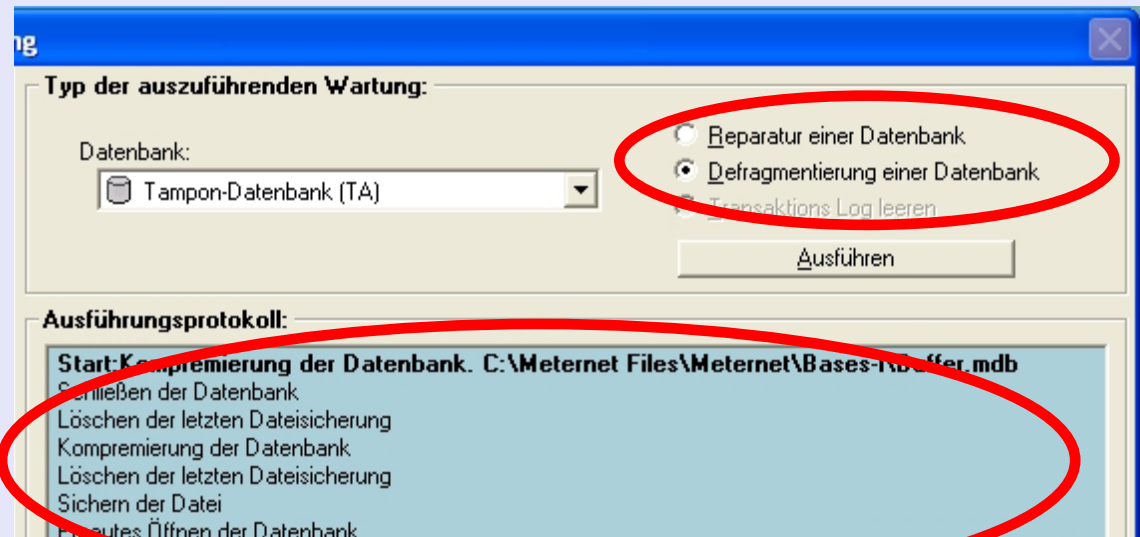 ng
Typ der auszuführenden Wartung:
Datenbank:
Tampon-Datenbank (TA)
Reparatur einer Datenbank
Defragmentierung einer Datenbank
Transaktions Log leeren
Ausführen
Ausführungsprotokoll:
Start:Kompremierung der Datenbank. C:\Meternet Files\Meternet\Bases-I\Buffer.mdb
Schließen der Datenbank
Löschen der letzten Dateisicherung
Kompremierung der Datenbank
Löschen der letzten Dateisicherung
Sichern der Datei
Erneutes Öffnen der Datenbank